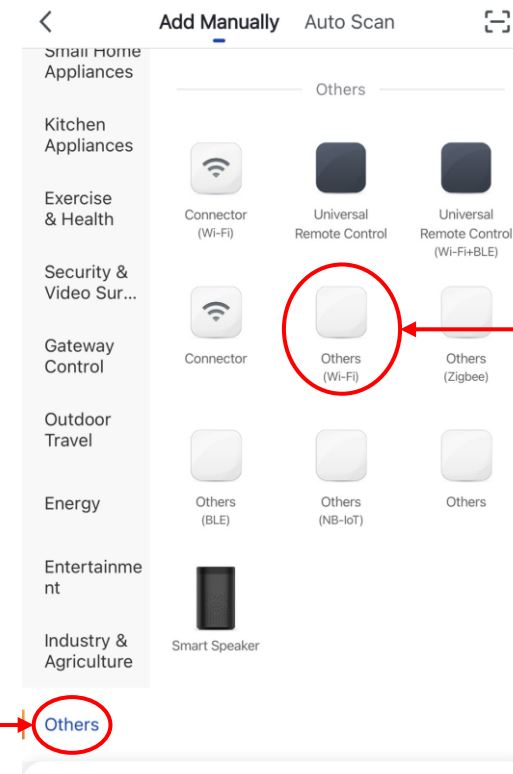 Add Manually Auto Scan
Small Home
Appliances
Kitchen
Appliances
Exercise
& Health
Security &
Video Sur...
Gateway
Control
Outdoor
Travel
Energy
Entertainme
nt
Industry &
Agriculture
Others
Others
Connector
(Wi-Fi)
Universal
Remote Control
Universal
Remote Control
(Wi-Fi+BLE)
Connector
Others
(Wi-Fi)
Others
(Zigbee)
Others
(BLE)
Others
(NB-IoT)
Others
Smart Speaker